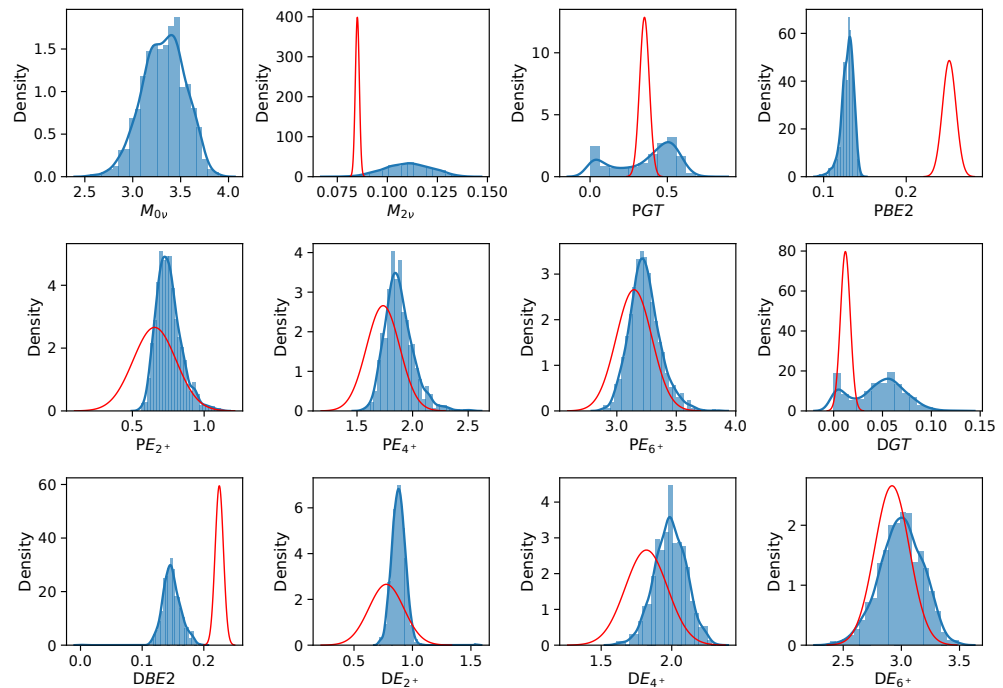 Density
1.5
1.0
0.5
0.0
2.5 3.0 3.5 4.0
M0ν
Density
400
300
200
100
0
0.075 0.100 0.125 0.150
M2ν
Density
10
5
0
0.0 0.5
PGT
Density
60
40
20
0
0.1 0.2
PBE2
Density
4
2
0
0.5 1.0
PE2+
Density
4
3
2
1
0
1.5 2.0 2.5
PE4+
Density
3
2
1
0
3.0 3.5 4.0
PE6+
Density
80
60
40
20
0
0.00 0.05 0.10 0.15
DGT
Density
60
40
20
0
0.0 0.1 0.2
DBE2
Density
6
4
2
0
0.5 1.0 1.5
DE2+
Density
4
3
2
1
0
1.5 2.0
DE4+
Density
2
1
0
2.5 3.0 3.5
DE6+